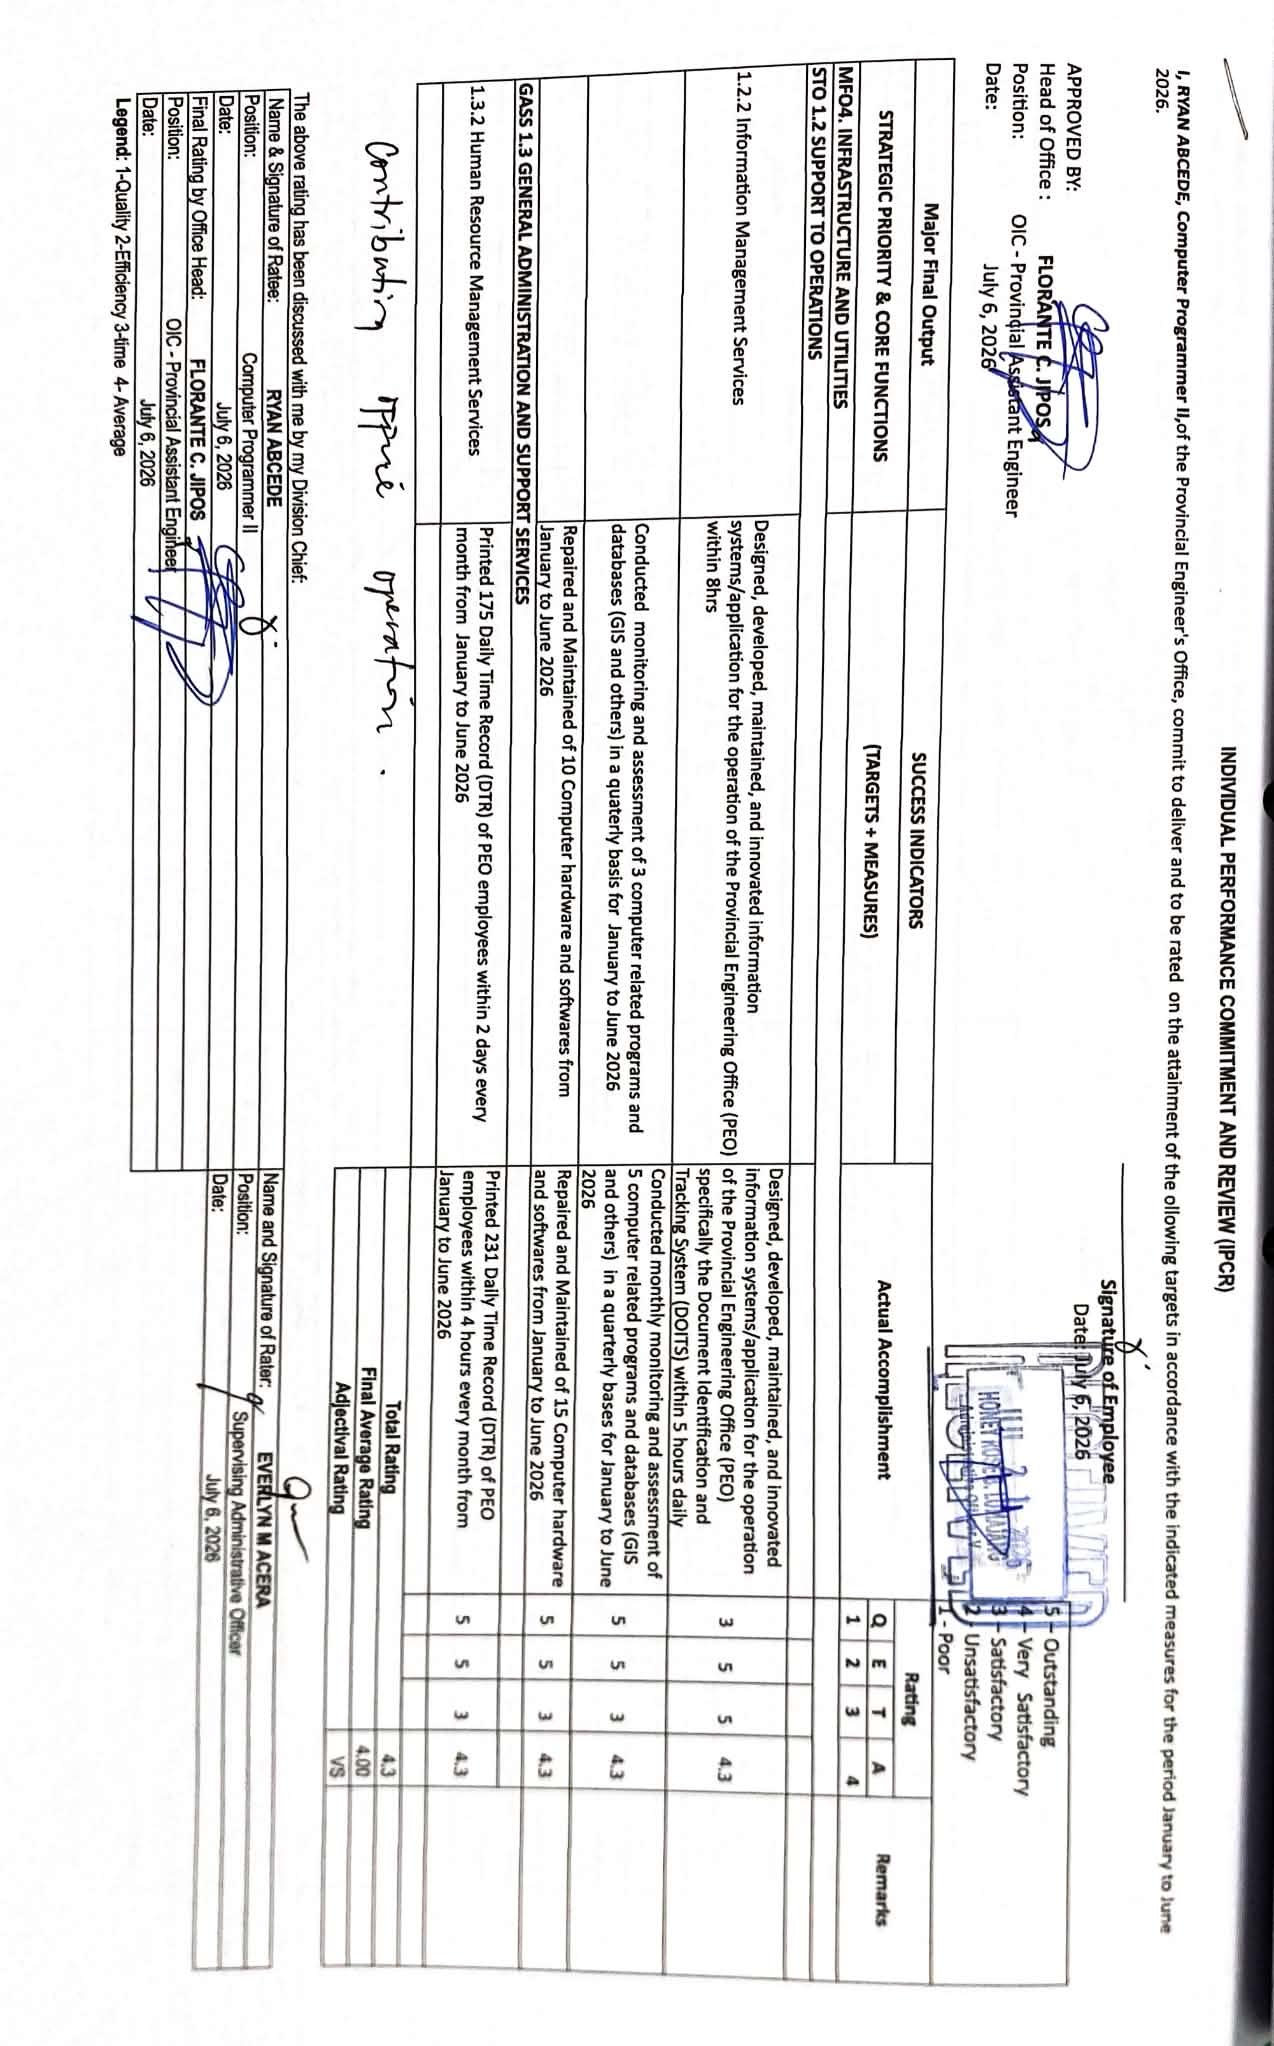 INDIVIDUAL PERFORMANCE COMMITMENT AND REVIEW (IPCR)
I, RYAN ABCEDE, Computer Programmer II,of the Provincial Engineer's Office, commit to deliver and to be rated on the attainment of the ollowing targets in accordance with the indicated measures for the period January to June
2026.
Signature of Employee
Date: July 6, 2026
APPROVED BY:
Head of Office : FLORANTE C. JIPOS
Position: OIC - Provincial Assistant Engineer
Date: July 6, 2026
RECEIVED
HONEY ROSE B.
5 - Outstanding
4 - Very Satisfactory
3 - Satisfactory
2 - Unsatisfactory
1 - Poor
Major Final Output
SUCCESS INDICATORS
STRATEGIC PRIORITY & CORE FUNCTIONS
(TARGETS + MEASURES)
Actual Accomplishment
Rating
Q E T A
1 2 3 4
Remarks
MFO4. INFRASTRUCTURE AND UTILITIES
STO 1.2 SUPPORT TO OPERATIONS
1.2.2 Information Management Services
Designed, developed, maintained, and innovated information
systems/application for the operation of the Provincial Engineering Office (PEO)
within 8hrs
Designed, developed, maintained, and innovated
information systems/application for the operation
of the Provincial Engineering Office (PEO)
specifically the Document Identification and
Tracking System (DOITS) within 5 hours daily
3 5 5 4.3
Conducted monitoring and assessment of 3 computer related programs and
databases (GIS and others) in a quaterly basis for January to June 2026
Conducted monthly monitoring and assessment of
5 computer related programs and databases (GIS
and others) in a quarterly bases for January to June
2026
5 5 3 4.3
Repaired and Maintained of 10 Computer hardware and softwares from
January to June 2026
Repaired and Maintained of 15 Computer hardware
and softwares from January to June 2026
5 5 3 4.3
GASS 1.3 GENERAL ADMINISTRATION AND SUPPORT SERVICES
1.3.2 Human Resource Management Services
Printed 175 Daily Time Record (DTR) of PEO employees within 2 days every
month from January to June 2026
Printed 231 Daily Time Record (DTR) of PEO
employees within 4 hours every month from
January to June 2026
5 5 3 4.3
Total Rating 4.3
Final Average Rating 4.00
Adjectival Rating VS
Contributing operation .
The above rating has been discussed with me by my Division Chief:
Name & Signature of Ratee: RYAN ABCEDE
Position: Computer Programmer II
Date: July 6, 2026
Final Rating by Office Head: FLORANTE C. JIPOS
Position: OIC - Provincial Assistant Engineer
Date: July 6, 2026
Name and Signature of Rater: EVERLYN M ACERA
Position: Supervising Administrative Officer
Date: July 6, 2026
Legend: 1-Quality 2-Efficiency 3-time 4- Average